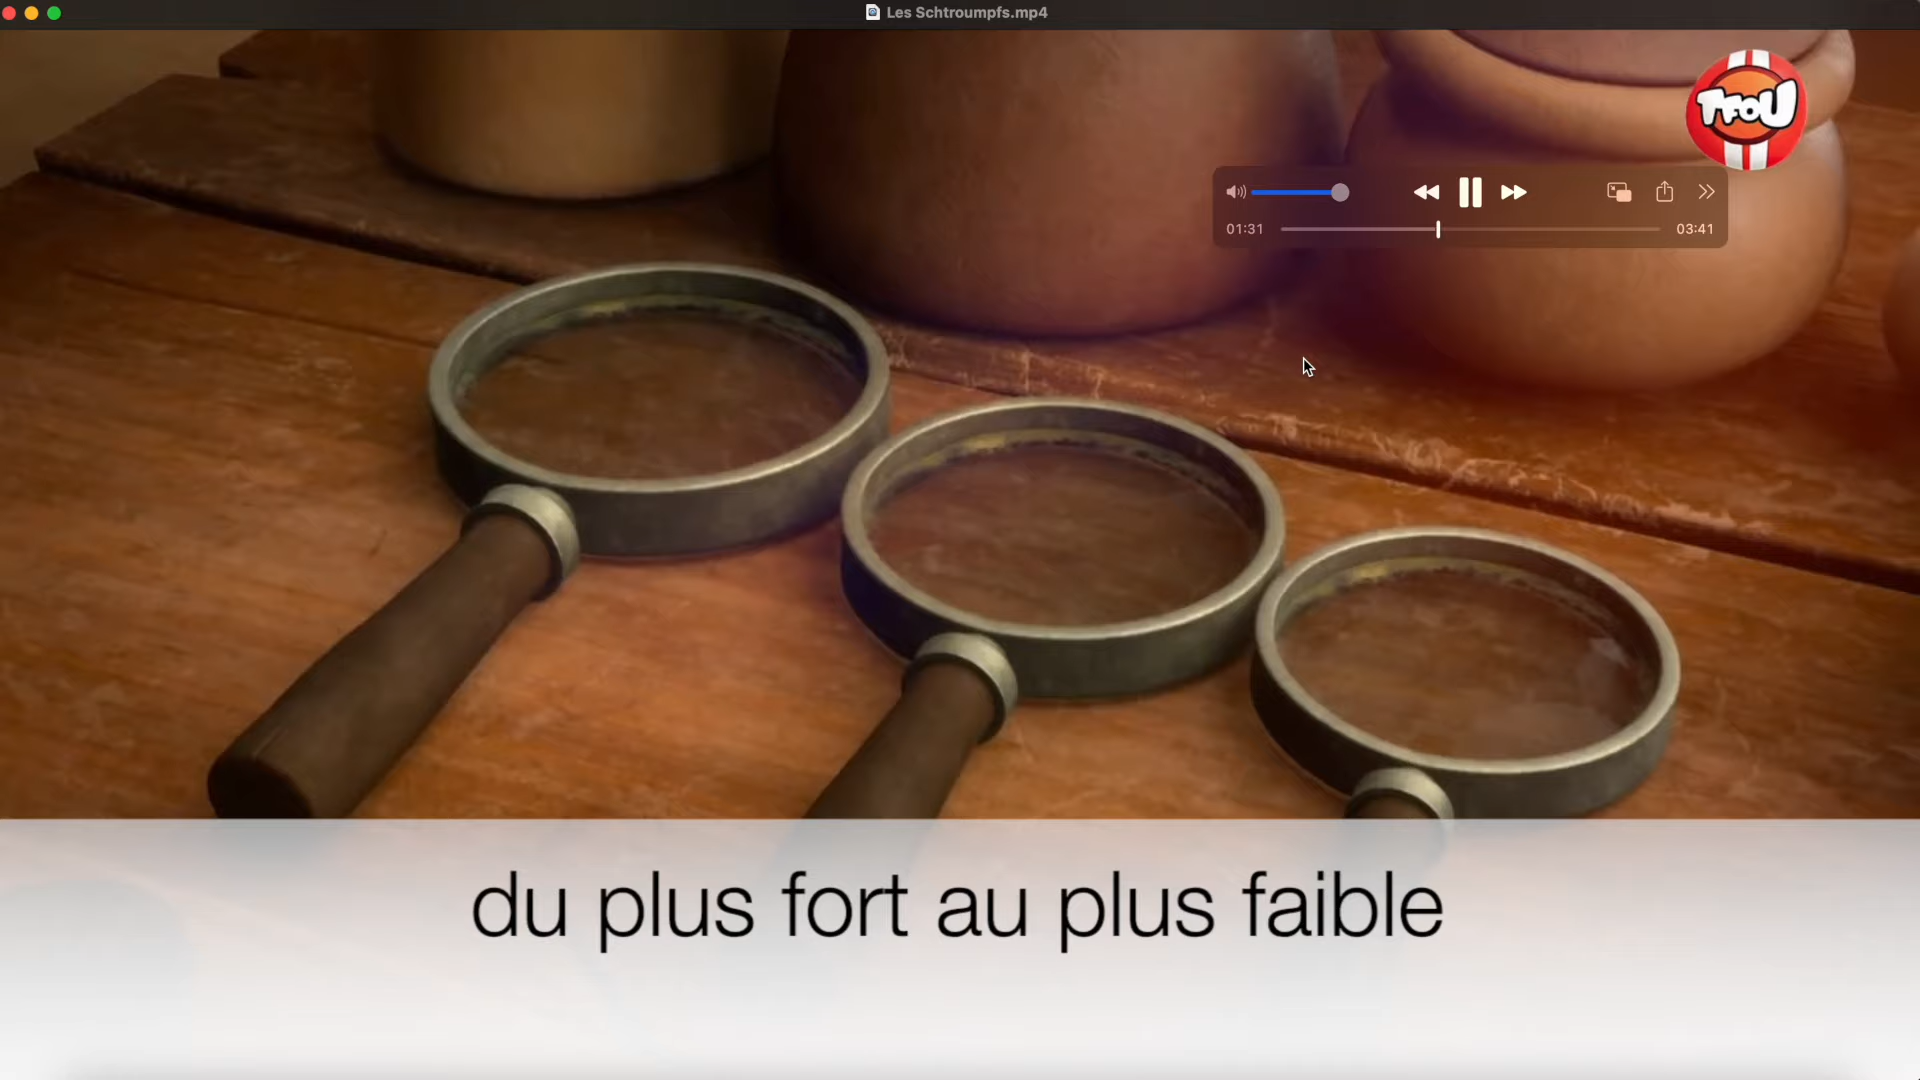 Les Schtroumpfs.mp4
TFOU
01:31
03:41
du plus fort au plus faible